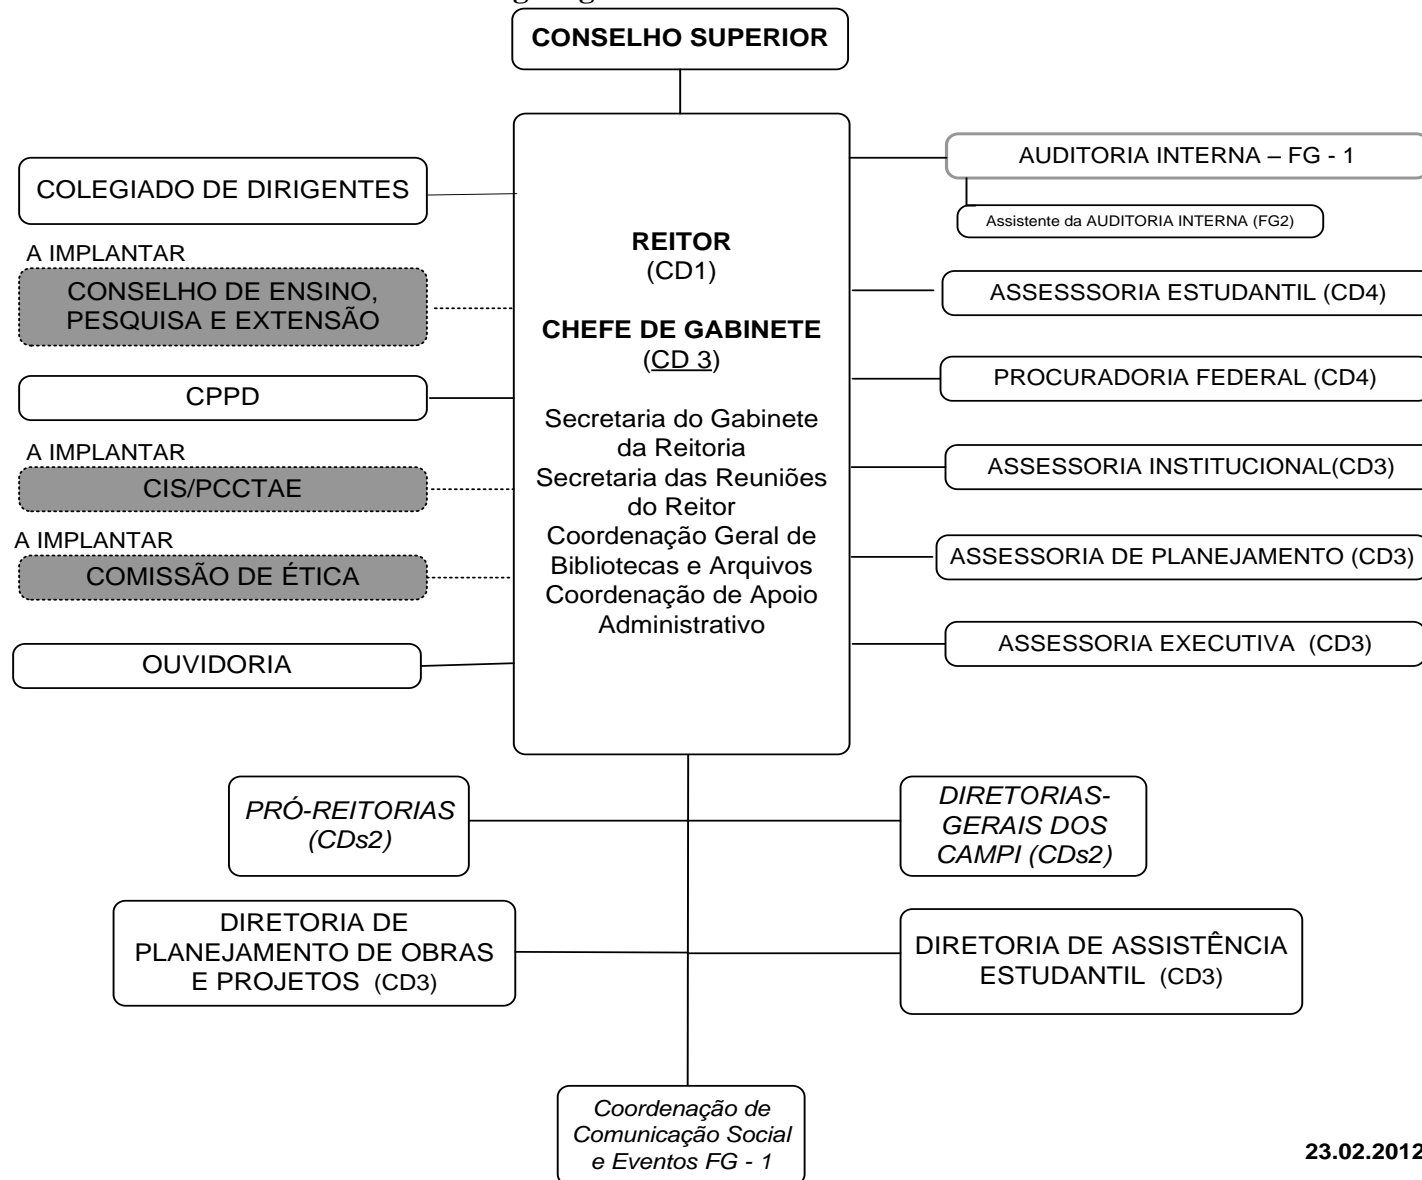 CONSELHO SUPERIOR
COLEGIADO DE DIRIGENTES
A IMPLANTAR
CONSELHO DE ENSINO,
PESQUISA E EXTENSÃO
CPPD
A IMPLANTAR
CIS/PCCTAE
A IMPLANTAR
COMISSÃO DE ÉTICA
OUVIDORIA
REITOR
(CD1)
CHEFE DE GABINETE
(CD 3)
Secretaria do Gabinete
da Reitoria
Secretaria das Reuniões
do Reitor
Coordenação Geral de
Bibliotecas e Arquivos
Coordenação de Apoio
Administrativo
AUDITORIA INTERNA – FG - 1
Assistente da AUDITORIA INTERNA (FG2)
ASSESSSORIA ESTUDANTIL (CD4)
PROCURADORIA FEDERAL (CD4)
ASSESSORIA INSTITUCIONAL(CD3)
ASSESSORIA DE PLANEJAMENTO (CD3)
ASSESSORIA EXECUTIVA (CD3)
PRÓ-REITORIAS
(CDs2)
DIRETORIAS-
GERAIS DOS
CAMPI (CDs2)
DIRETORIA DE
PLANEJAMENTO DE OBRAS
E PROJETOS (CD3)
DIRETORIA DE ASSISTÊNCIA
ESTUDANTIL (CD3)
Coordenação de
Comunicação Social
e Eventos FG - 1
23.02.2012